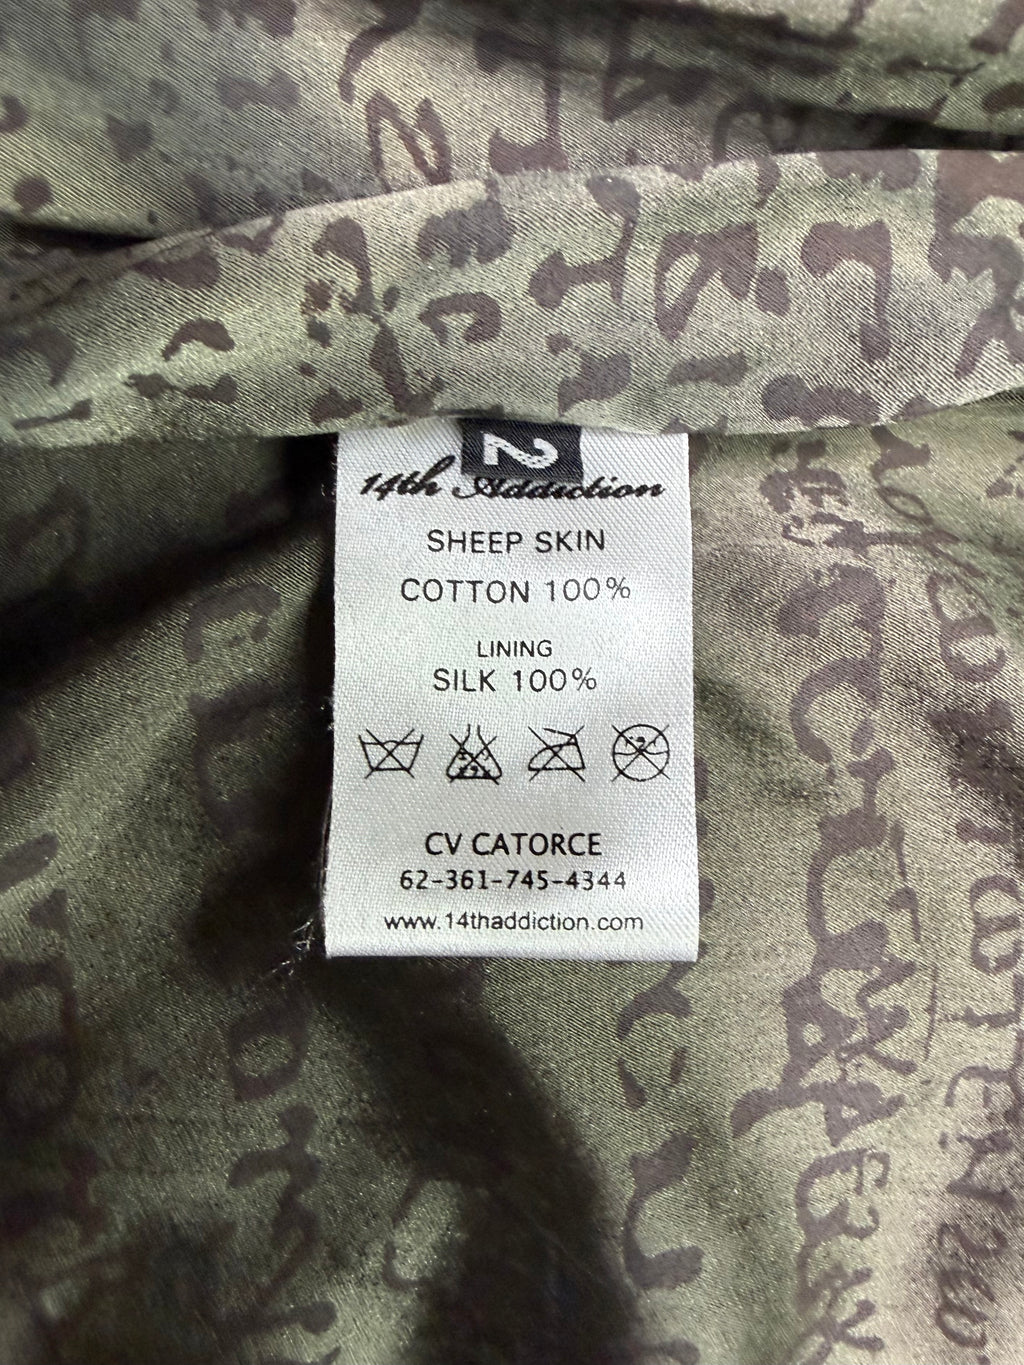 2
14th Addiction
SHEEP SKIN
COTTON 100%
LINING
SILK 100%
CV CATORCE
62-361-745-4344
www.14thaddiction.com